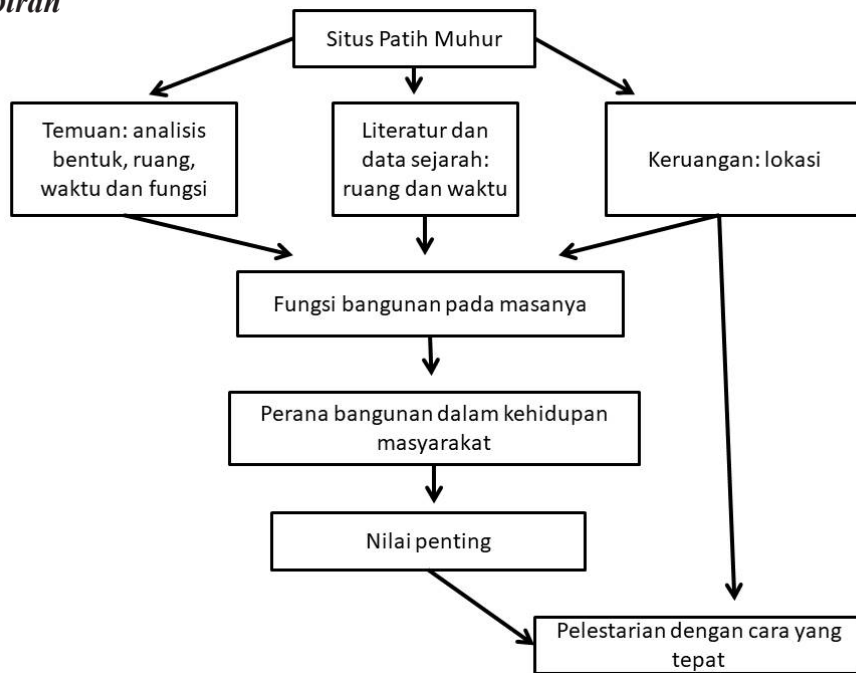 Situs Patih Muhur
Temuan: analisis
bentuk, ruang,
waktu dan fungsi
Literatur dan
data sejarah:
ruang dan waktu
Keruangan: lokasi
Fungsi bangunan pada masanya
Perana bangunan dalam kehidupan
masyarakat
Nilai penting
Pelestarian dengan cara yang
tepat